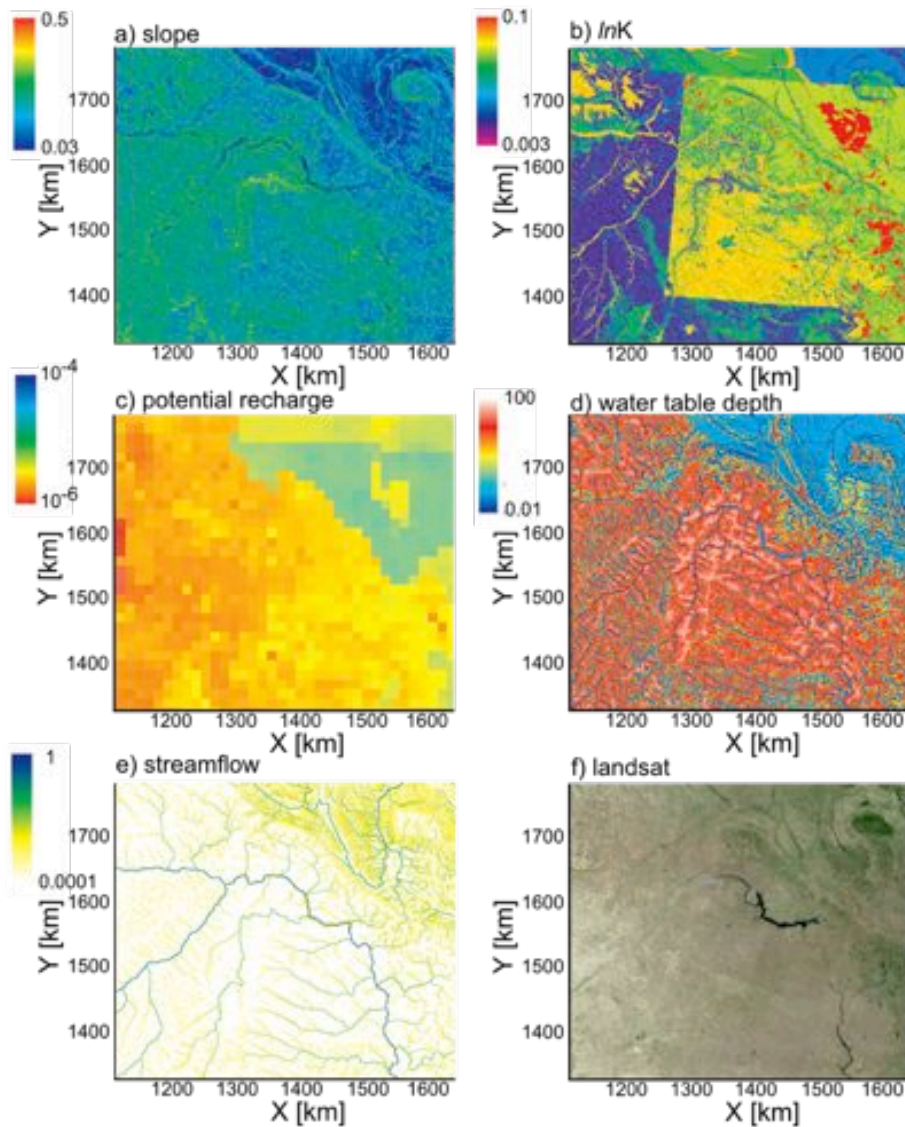 a) slope
0.5
0.03
1700
1600
1500
1400
Y [km]
1200 1300 1400 1500 1600
X [km]
b) lnK
0.1
0.003
1700
1600
1500
1400
Y [km]
1200 1300 1400 1500 1600
X [km]
c) potential recharge
10-4
10-6
1700
1600
1500
1400
Y [km]
1200 1300 1400 1500 1600
X [km]
d) water table depth
100
0.01
1700
1600
1500
1400
Y [km]
1200 1300 1400 1500 1600
X [km]
e) streamflow
1
0.0001
1700
1600
1500
1400
Y [km]
1200 1300 1400 1500 1600
X [km]
f) landsat
1700
1600
1500
1400
Y [km]
1200 1300 1400 1500 1600
X [km]